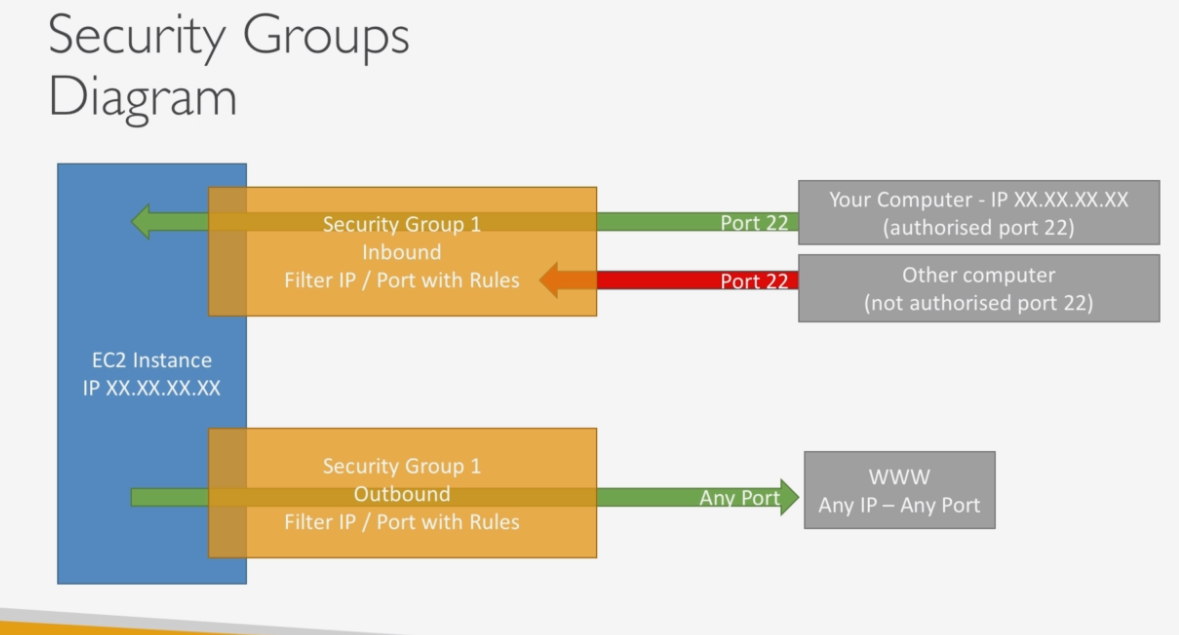 Security Groups
Diagram
Your Computer - IP XX.XX.XX.XX
(authorised port 22)
Port 22
Security Group 1
Inbound
Filter IP / Port with Rules
Port 22
Other computer
(not authorised port 22)
EC2 Instance
IP XX.XX.XX.XX
Security Group 1
Outbound
Filter IP / Port with Rules
Any Port
WWW
Any IP – Any Port